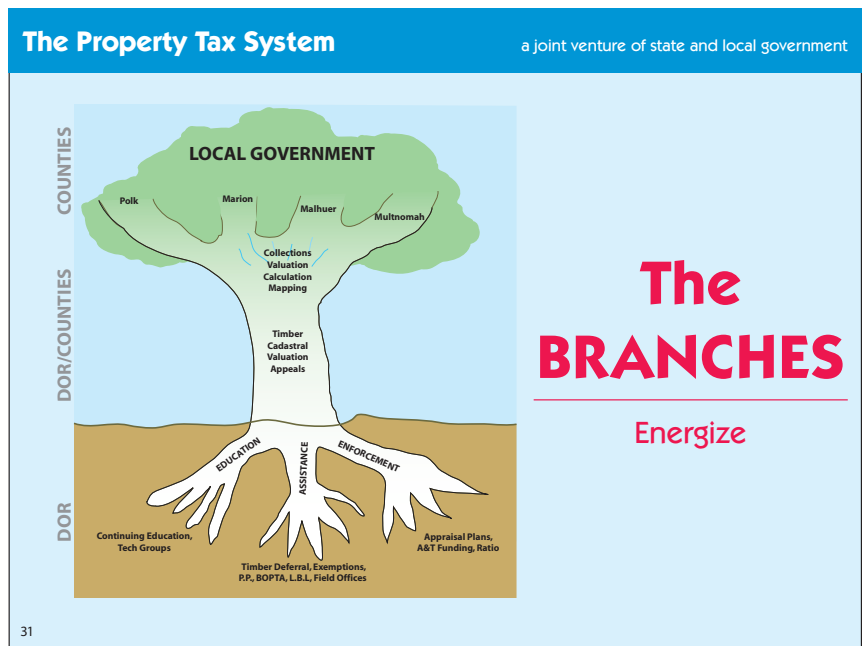 The Property Tax System
a joint venture of state and local government
COUNTIES
DOR/COUNTIES
DOR
LOCAL GOVERNMENT
Polk
Marion
Malhuer
Multnomah
Collections
Valuation
Calculation
Mapping
Timber
Cadastral
Valuation
Appeals
EDUCATION
ASSISTANCE
ENFORCEMENT
Continuing Education,
Tech Groups
Timber Deferral, Exemptions,
P.P., BOPTA, L.B.L, Field Offices
Appraisal Plans,
A&T Funding, Ratio
The
BRANCHES
Energize
31